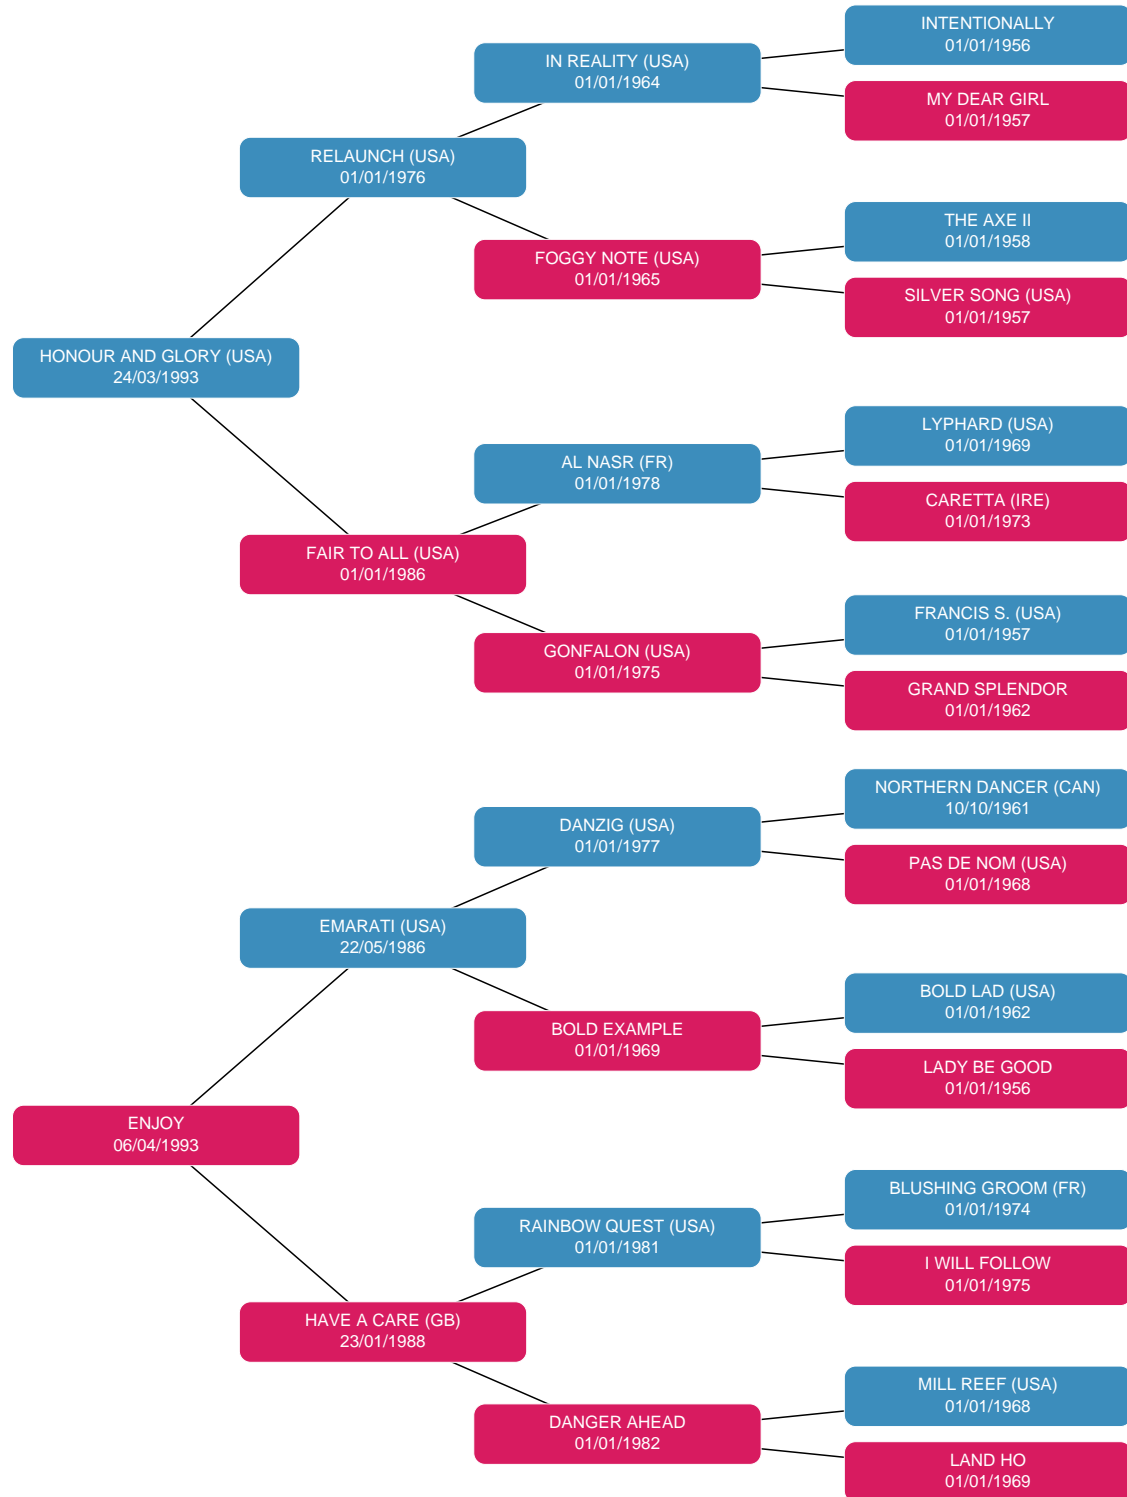 INTENTIONALLY
01/01/1956
IN REALITY (USA)
01/01/1964
MY DEAR GIRL
01/01/1957
RELAUNCH (USA)
01/01/1976
THE AXE II
01/01/1958
FOGGY NOTE (USA)
01/01/1965
SILVER SONG (USA)
01/01/1957
HONOUR AND GLORY (USA)
24/03/1993
LYPHARD (USA)
01/01/1969
AL NASR (FR)
01/01/1978
CARETTA (IRE)
01/01/1973
FAIR TO ALL (USA)
01/01/1986
FRANCIS S. (USA)
01/01/1957
GONFALON (USA)
01/01/1975
GRAND SPLENDOR
01/01/1962
NORTHERN DANCER (CAN)
10/10/1961
DANZIG (USA)
01/01/1977
PAS DE NOM (USA)
01/01/1968
EMARATI (USA)
22/05/1986
BOLD LAD (USA)
01/01/1962
BOLD EXAMPLE
01/01/1969
LADY BE GOOD
01/01/1956
ENJOY
06/04/1993
BLUSHING GROOM (FR)
01/01/1974
RAINBOW QUEST (USA)
01/01/1981
I WILL FOLLOW
01/01/1975
HAVE A CARE (GB)
23/01/1988
MILL REEF (USA)
01/01/1968
DANGER AHEAD
01/01/1982
LAND HO
01/01/1969